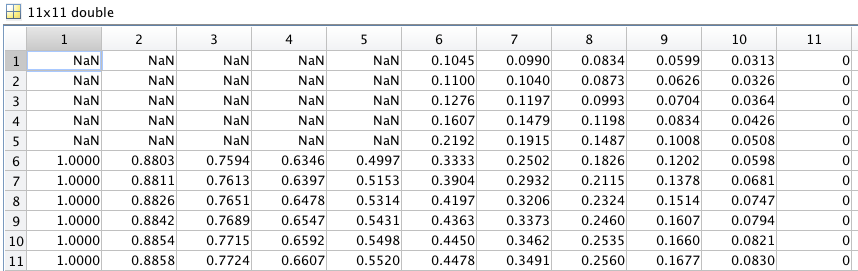 11x11 double
1 2 3 4 5 6 7 8 9 10 11
1 NaN NaN NaN NaN NaN 0.1045 0.0990 0.0834 0.0599 0.0313 0
2 NaN NaN NaN NaN NaN 0.1100 0.1040 0.0873 0.0626 0.0326 0
3 NaN NaN NaN NaN NaN 0.1276 0.1197 0.0993 0.0704 0.0364 0
4 NaN NaN NaN NaN NaN 0.1607 0.1479 0.1198 0.0834 0.0426 0
5 NaN NaN NaN NaN NaN 0.2192 0.1915 0.1487 0.1008 0.0508 0
6 1.0000 0.8803 0.7594 0.6346 0.4997 0.3333 0.2502 0.1826 0.1202 0.0598 0
7 1.0000 0.8811 0.7613 0.6397 0.5153 0.3904 0.2932 0.2115 0.1378 0.0681 0
8 1.0000 0.8826 0.7651 0.6478 0.5314 0.4197 0.3206 0.2324 0.1514 0.0747 0
9 1.0000 0.8842 0.7689 0.6547 0.5431 0.4363 0.3373 0.2460 0.1607 0.0794 0
10 1.0000 0.8854 0.7715 0.6592 0.5498 0.4450 0.3462 0.2535 0.1660 0.0821 0
11 1.0000 0.8858 0.7724 0.6607 0.5520 0.4478 0.3491 0.2560 0.1677 0.0830 0